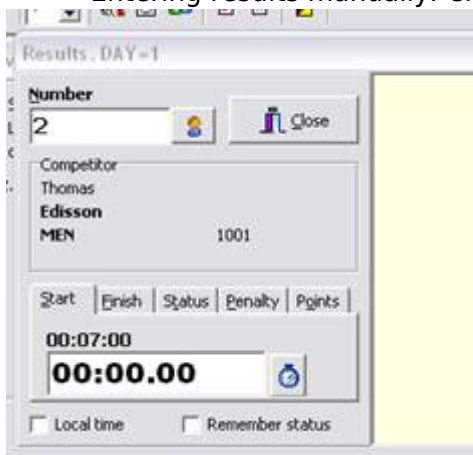 Entering results manually.
Results. DAY-1
Number
2
Close
Competitor
Thomas
Edisson
MEN 1001
Start Finish Status Penalty Points
00:07:00
00:00.00
Local time Remember status